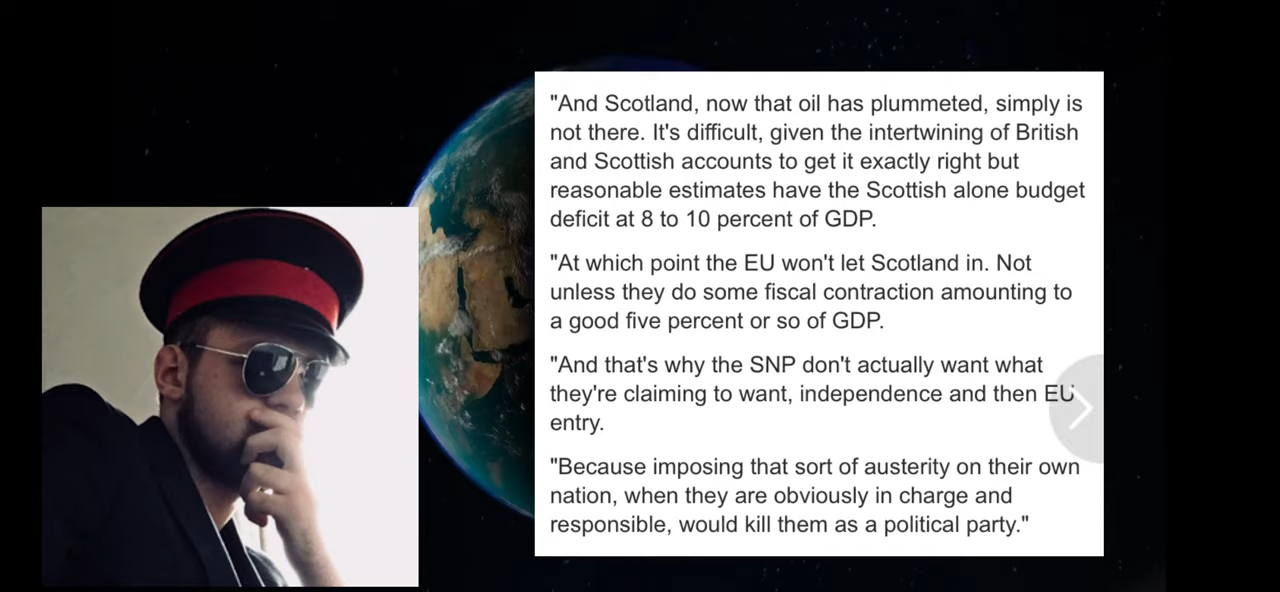 "And Scotland, now that oil has plummeted, simply is
not there. It's difficult, given the intertwining of British
and Scottish accounts to get it exactly right but
reasonable estimates have the Scottish alone budget
deficit at 8 to 10 percent of GDP.
"At which point the EU won't let Scotland in. Not
unless they do some fiscal contraction amounting to
a good five percent or so of GDP.
"And that's why the SNP don't actually want what
they're claiming to want, independence and then EU
entry.
"Because imposing that sort of austerity on their own
nation, when they are obviously in charge and
responsible, would kill them as a political party."